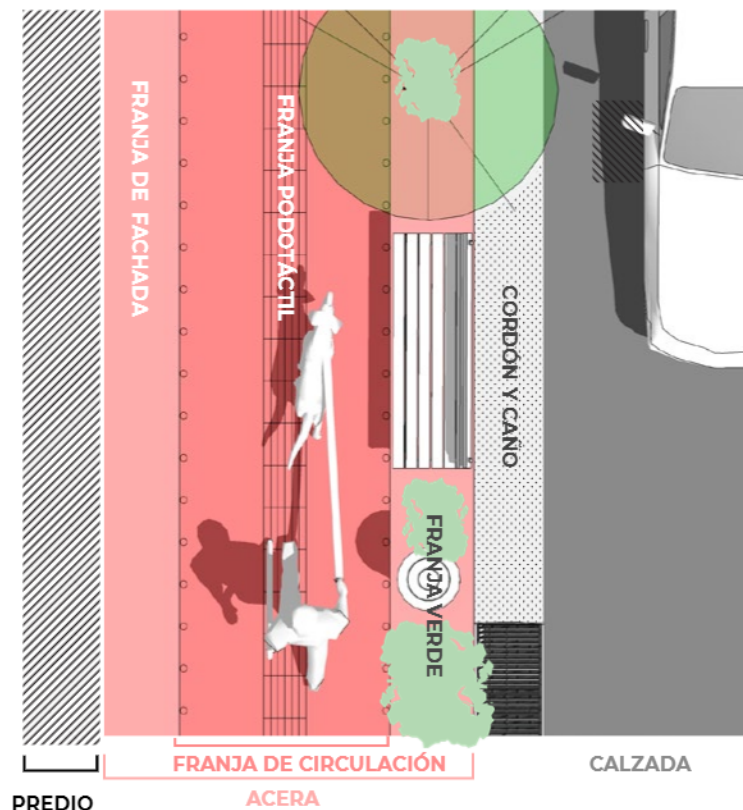 FRANJA DE FACHADA
FRANJA PODOTÁCTIL
CORDÓN Y CAÑO
FRANJA VERDE
FRANJA DE CIRCULACIÓN
CALZADA
PREDIO
ACERA